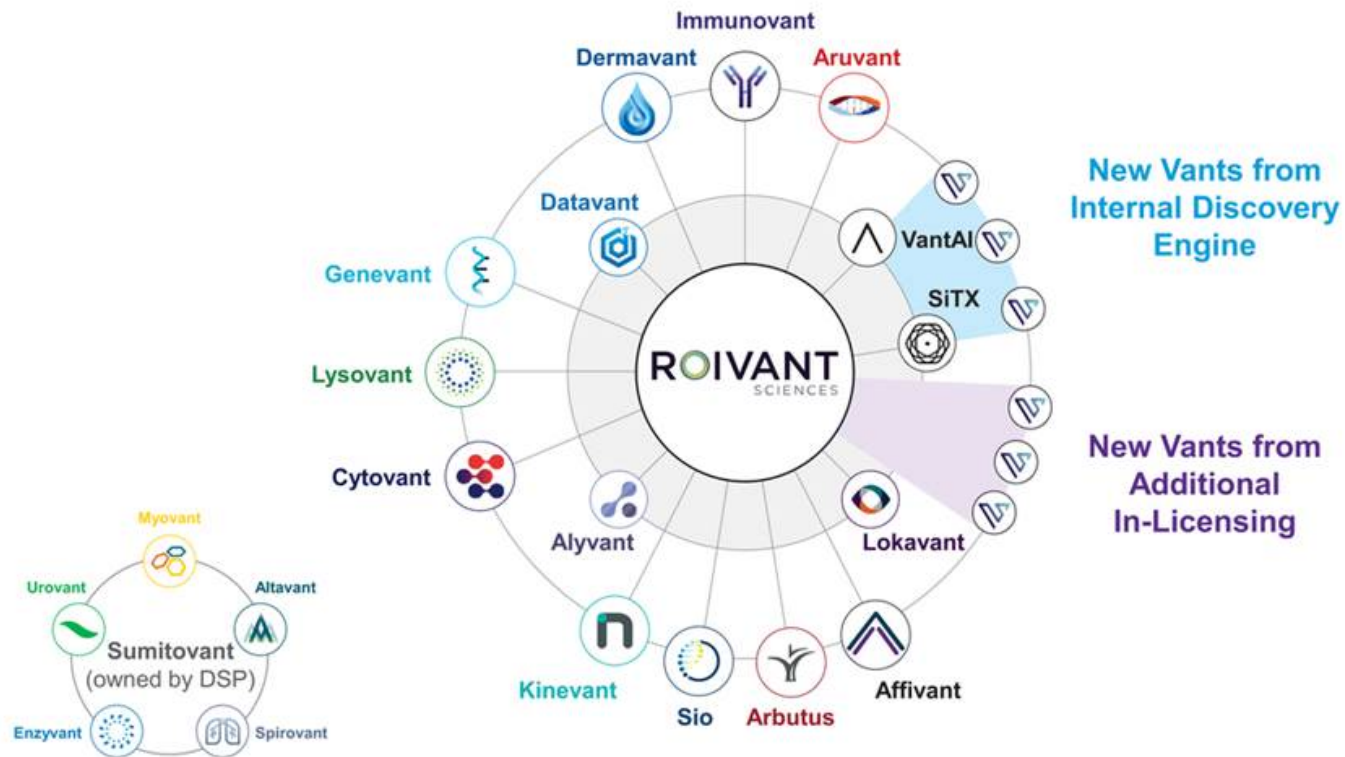 Immunovant
Dermavant
Aruvant
New Vants from
Internal Discovery
Engine
Datavant
VantAI
Genevant
SiTX
ROIVANT
SCIENCES
Lysovant
New Vants from
Additional
In-Licensing
Cytovant
Alyvant
Lokavant
Kinevant
Sio
Arbutus
Affivant
Myovant
Urovant
Altavant
Sumitovant
(owned by DSP)
Enzyvant
Spirovant